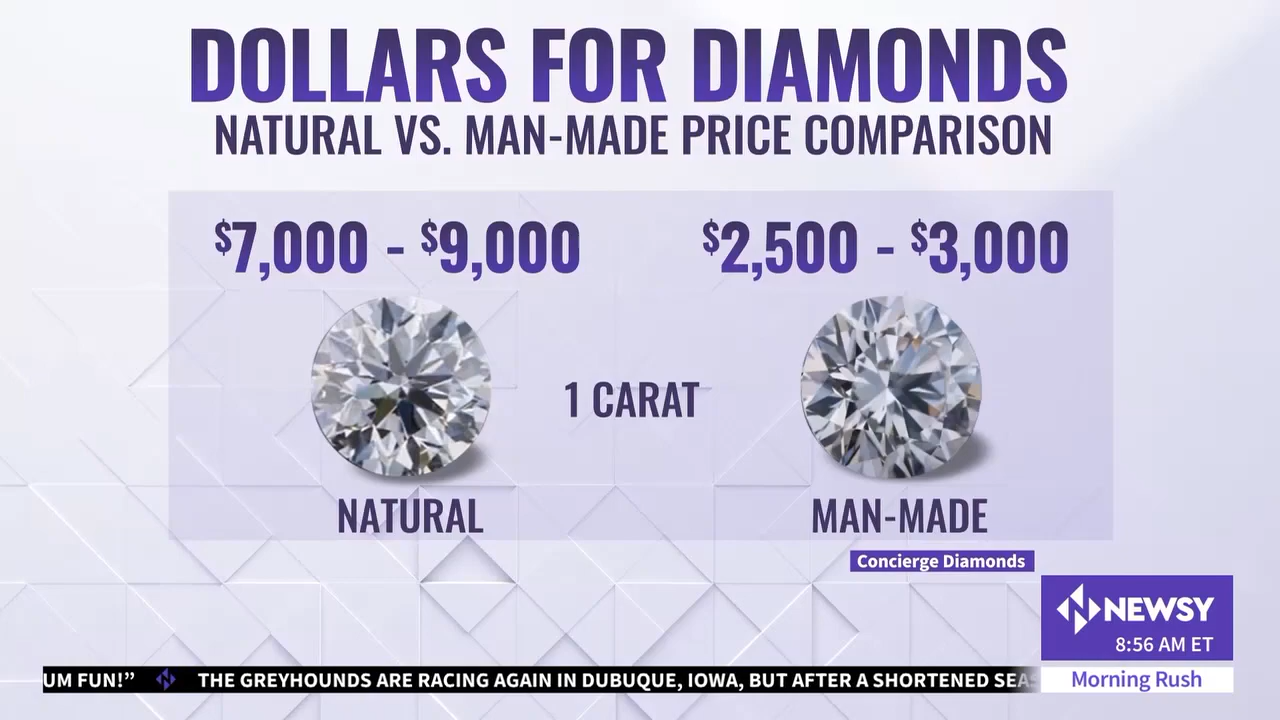 DOLLARS FOR DIAMONDS
NATURAL VS. MAN-MADE PRICE COMPARISON
$7,000 - $9,000
$2,500 - $3,000
1 CARAT
NATURAL
MAN-MADE
Concierge Diamonds
NEWSY
8:56 AM ET
UM FUN!” THE GREYHOUNDS ARE RACING AGAIN IN DUBUQUE, IOWA, BUT AFTER A SHORTENED SEAS
Morning Rush